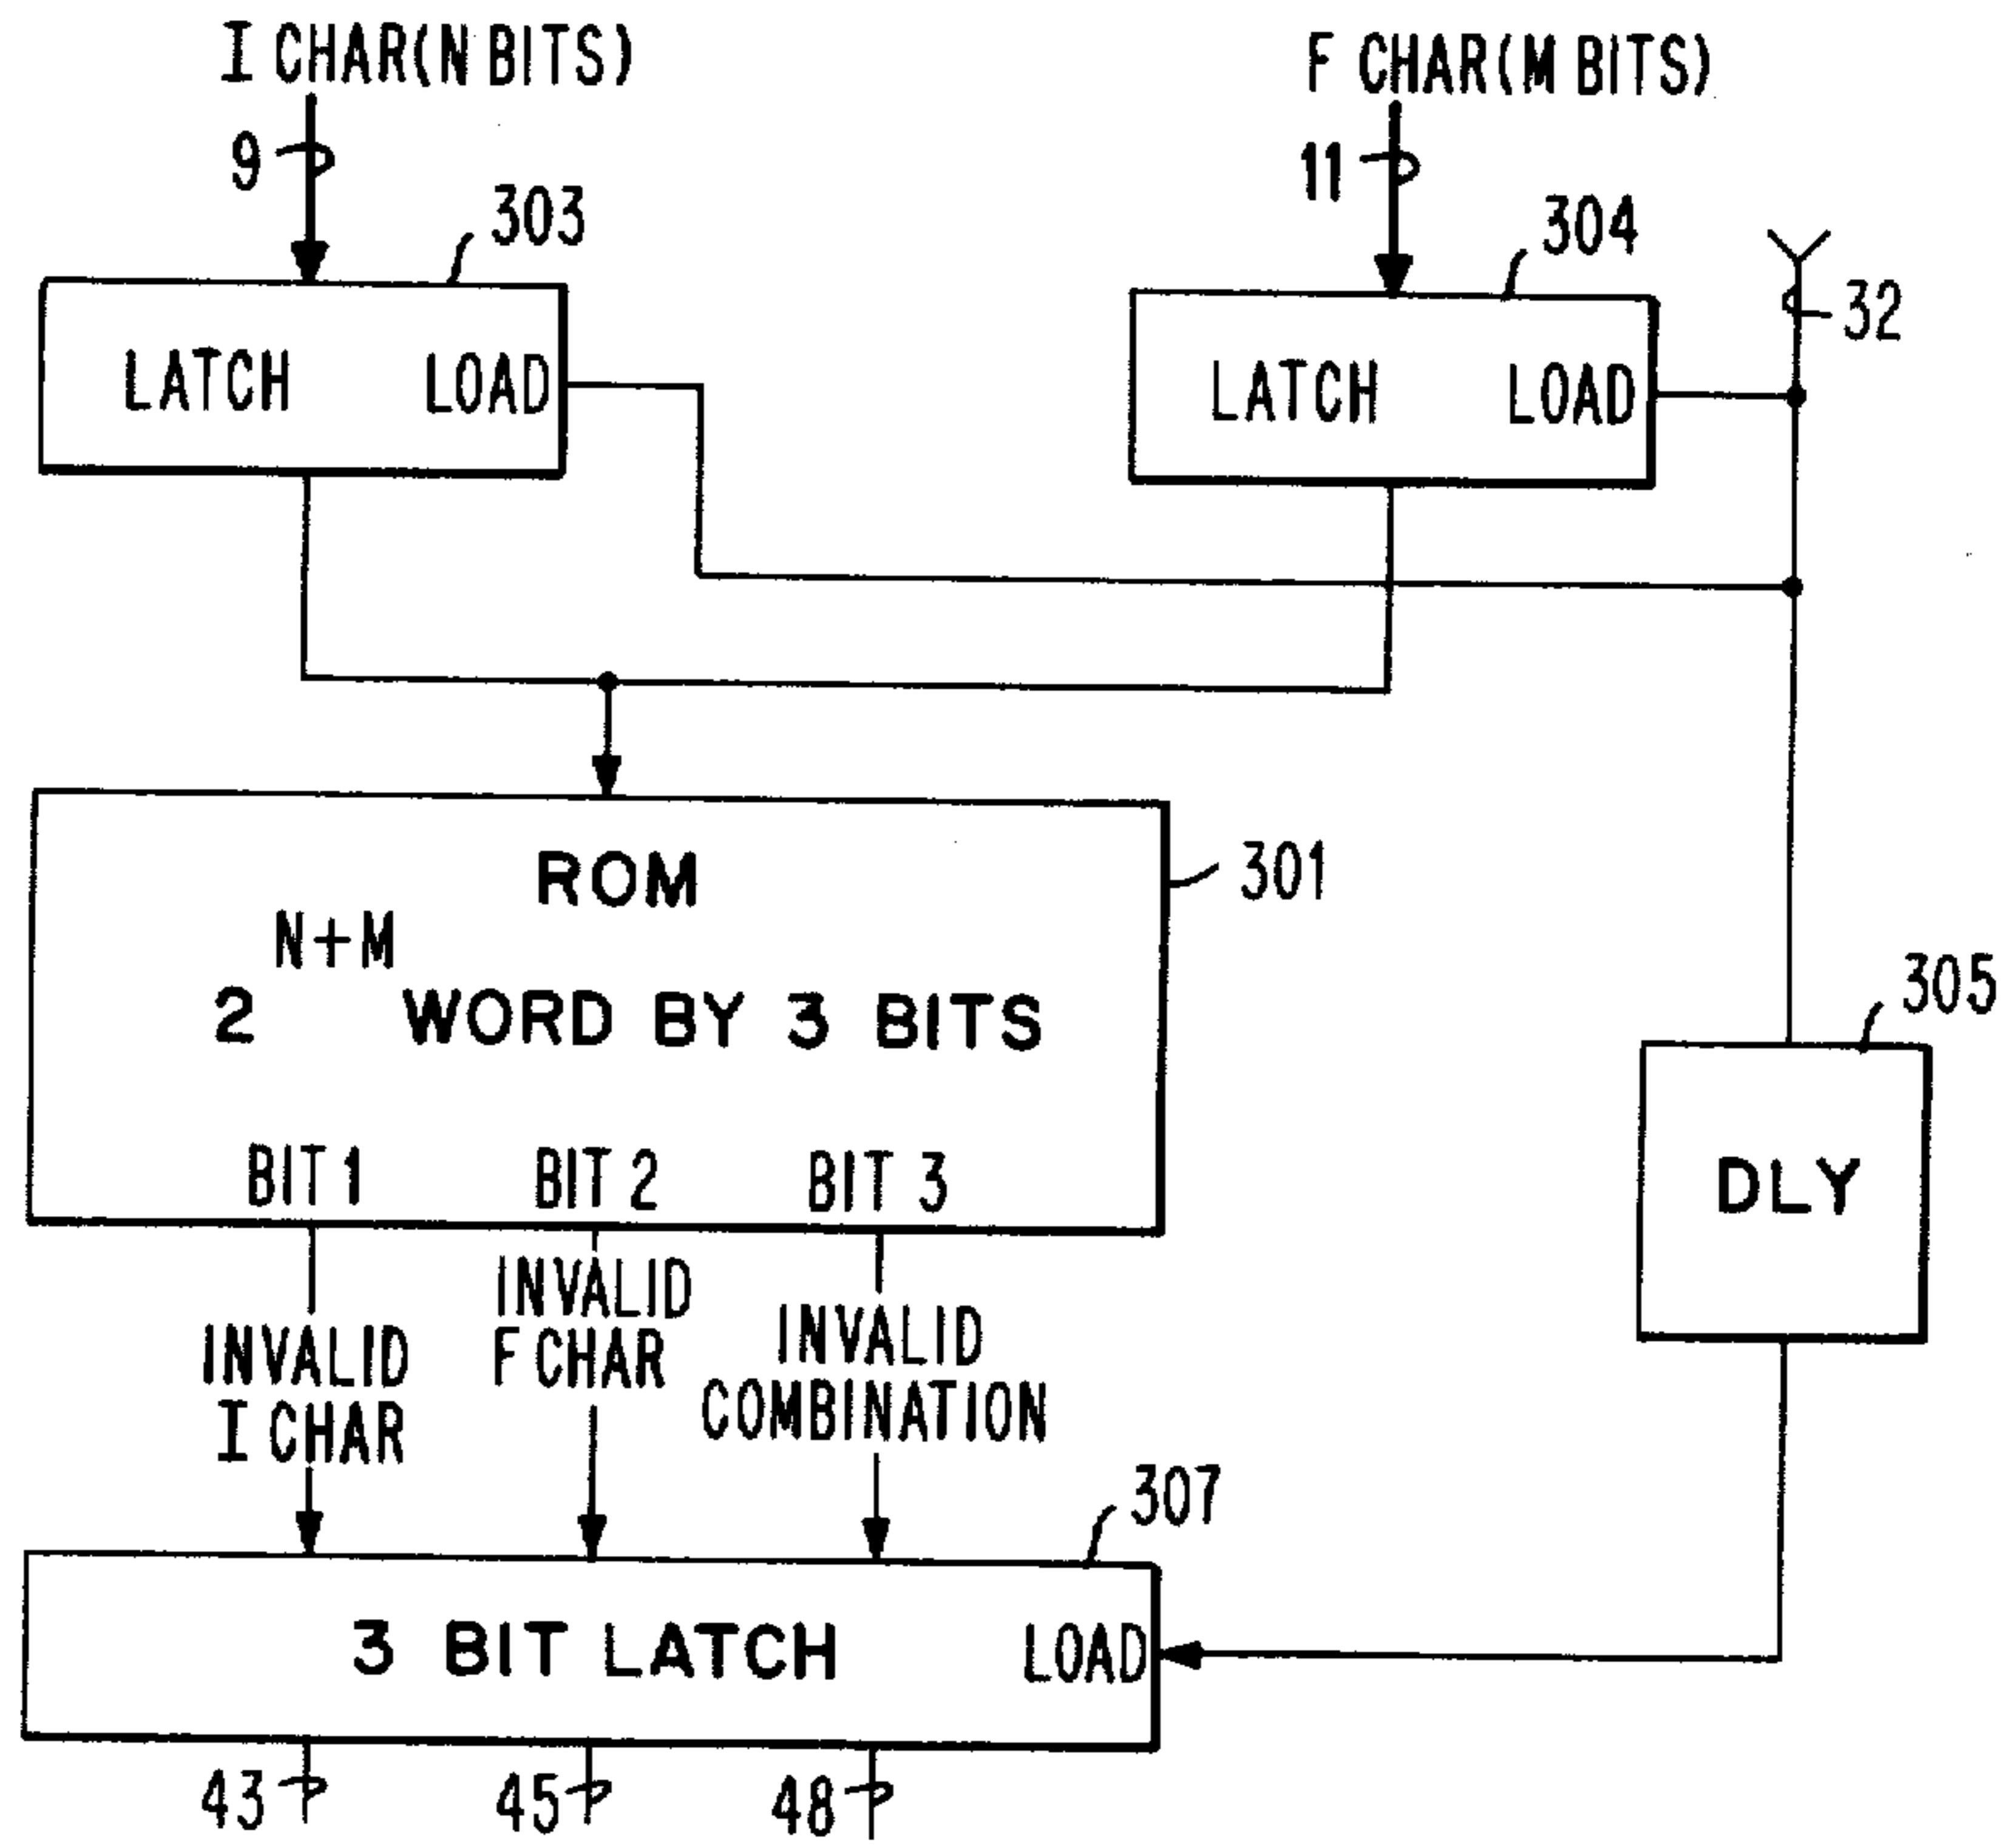 I CHAR(N BITS)
F CHAR(M BITS)
9
11
303
304
32
LATCH LOAD
LATCH LOAD
ROM
301
N+M
2 WORD BY 3 BITS
305
BIT 1 BIT 2 BIT 3
DLY
INVALID
I CHAR
INVALID
F CHAR
INVALID
COMBINATION
307
3 BIT LATCH LOAD
43
45
48